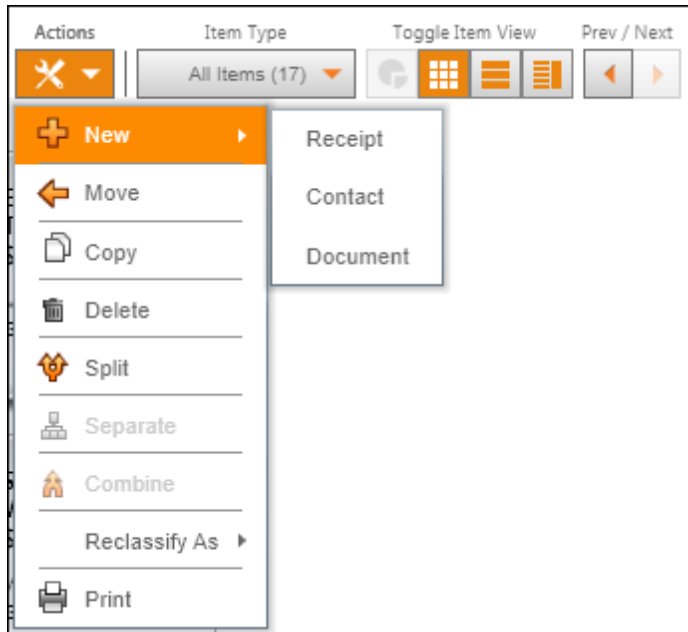 Actions Item Type Toggle Item View Prev / Next
All Items (17)
New
Receipt
Move
Contact
Copy
Document
Delete
Split
Separate
Combine
Reclassify As
Print